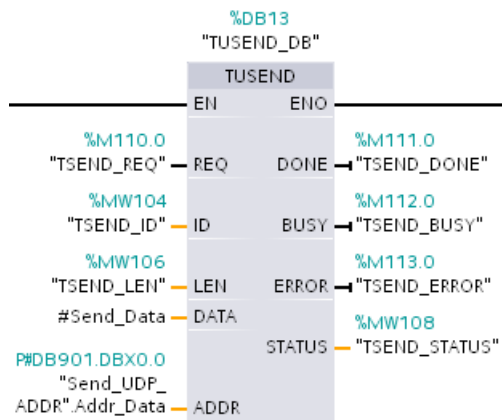 %DB13
"TUSEND_DB"
TUSEND
EN ENO
%M110.0 %M111.0
"TSEND_REQ" REQ DONE "TSEND_DONE"
%MW104 %M112.0
"TSEND_ID" ID BUSY "TSEND_BUSY"
%MW106 %M113.0
"TSEND_LEN" LEN ERROR "TSEND_ERROR"
#Send_Data DATA %MW108
STATUS "TSEND_STATUS"
P#DB901.DBX0.0
"Send_UDP_
ADDR".Addr_Data ADDR